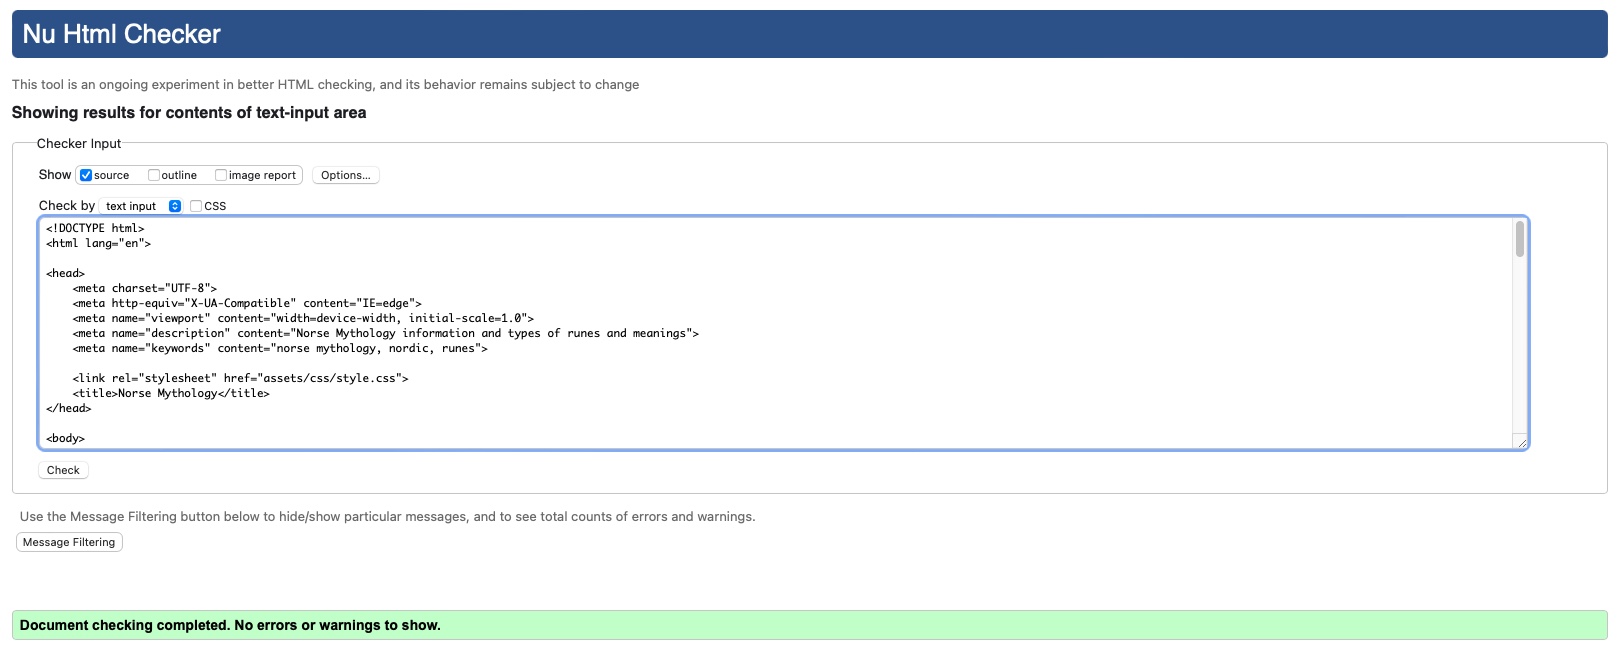 Nu Html Checker
This tool is an ongoing experiment in better HTML checking, and its behavior remains subject to change
Showing results for contents of text-input area
Checker Input
Show source outline image report Options...
Check by text input CSS
<!DOCTYPE html>
<html lang="en">
<head>
<meta charset="UTF-8">
<meta http-equiv="X-UA-Compatible" content="IE=edge">
<meta name="viewport" content="width=device-width, initial-scale=1.0">
<meta name="description" content="Norse Mythology information and types of runes and meanings">
<meta name="keywords" content="norse mythology, nordic, runes">
<link rel="stylesheet" href="assets/css/style.css">
<title>Norse Mythology</title>
</head>
<body>
Check
Use the Message Filtering button below to hide/show particular messages, and to see total counts of errors and warnings.
Message Filtering
Document checking completed. No errors or warnings to show.